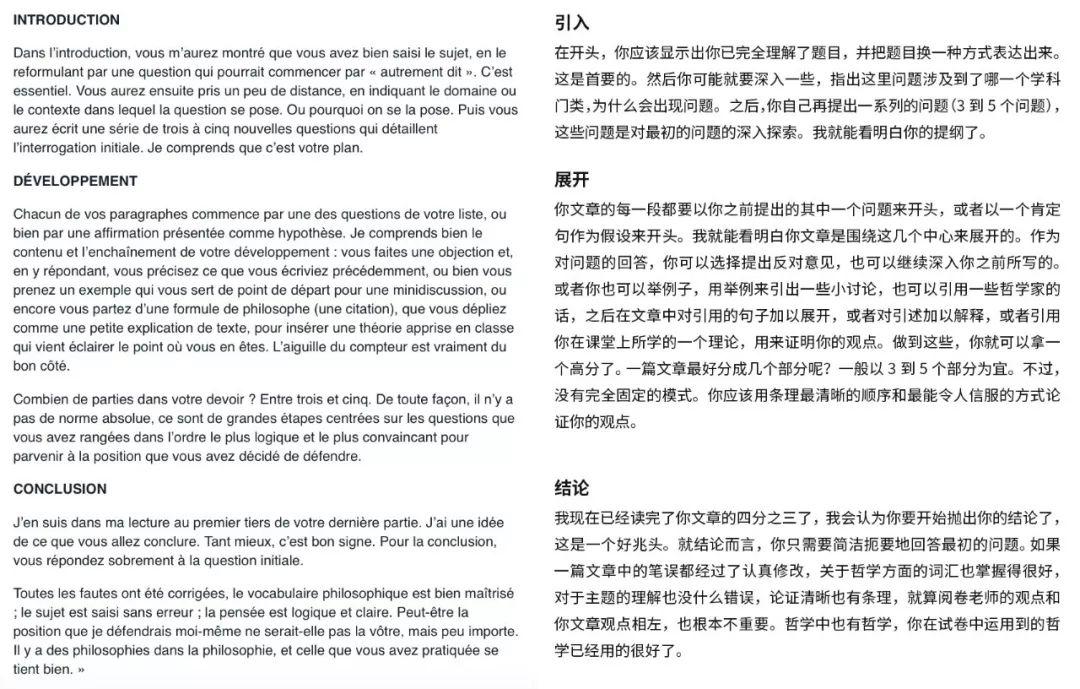 INTRODUCTION
Dans l'introduction, vous m'aurez montré que vous avez bien saisi le sujet, en le
reformulant par une question qui pourrait commencer par « autrement dit ». C'est
essentiel. Vous aurez ensuite pris un peu de distance, en indiquant le domaine ou
le contexte dans lequel la question se pose. Ou pourquoi on se la pose. Puis vous
aurez écrit une série de trois à cinq nouvelles questions qui détaillent
l'interrogation initiale. Je comprends que c'est votre plan.
DÉVELOPPEMENT
Chacun de vos paragraphes commence par une des questions de votre liste, ou
bien par une affirmation présentée comme hypothèse. Je comprends bien le
contenu et l'enchaînement de votre développement : vous faites une objection et,
en y répondant, vous précisez ce que vous écriviez précédemment, ou bien vous
prenez un exemple qui vous sert de point de départ pour une minidiscussion, ou
encore vous partez d'une formule de philosophe (une citation), que vous dépliez
comme une petite explication de texte, pour insérer une théorie apprise en classe
qui vient éclairer le point où vous en êtes. L'aiguille du compteur est vraiment du
bon côté.
Combien de parties dans votre devoir ? Entre trois et cinq. De toute façon, il n'y a
pas de norme absolue, ce sont de grandes étapes centrées sur les questions que
vous avez rangées dans l'ordre le plus logique et le plus convaincant pour
parvenir à la position que vous avez décidé de défendre.
CONCLUSION
J'en suis dans ma lecture au premier tiers de votre dernière partie. J'ai une idée
de ce que vous allez conclure. Tant mieux, c'est bon signe. Pour la conclusion,
vous répondez sobrement à la question initiale.
Toutes les fautes ont été corrigées, le vocabulaire philosophique est bien maîtrisé
; le sujet est saisi sans erreur ; la pensée est logique et claire. Peut-être la
position que je défendrais moi-même ne serait-elle pas la vôtre, mais peu importe.
Il y a des philosophies dans la philosophie, et celle que vous avez pratiquée se
tient bien. »
引入
在开头，你应该显示出你已完全理解了题目，并把题目换一种方式表达出来。
这是首要的。然后你可能就要深入一些，指出这里问题涉及到了哪一个学科
门类，为什么会出现问题。之后，你自己再提出一系列的问题（3 到 5 个问题），
这些问题是对最初的问题的深入探索。我就能看明白你的提纲了。
展开
你文章的每一段都要以你之前提出的其中一个问题来开头，或者以一个肯定
句作为假设来开头。我就能看明白你文章是围绕这几个中心来展开的。作为
对问题的回答，你可以选择提出反对意见，也可以继续深入你之前所写的。
或者你也可以举例子，用举例来引出一些小讨论，也可以引用一些哲学家的
话，之后在文章中对引用的句子加以展开，或者对引述加以解释，或者引用
你在课堂上所学的一个理论，用来证明你的观点。做到这些，你就可以拿一
个高分了。一篇文章最好分成几个部分呢？一般以 3 到 5 个部分为宜。不过，
没有完全固定的模式。你应该用条理最清晰的顺序和最能令人信服的方式论
证你的观点。
结论
我现在已经读完了你文章的四分之三了，我会认为你要开始抛出你的结论了，
这是一个好兆头。就结论而言，你只需要简洁扼要地回答最初的问题。如果
一篇文章中的笔误都经过了认真修改，关于哲学方面的词汇也掌握得很好，
对于主题的理解也没什么错误，论证清晰也有条理，就算阅卷老师的观点和
你文章观点相左，也根本不重要。哲学中也有哲学，你在试卷中运用到的哲
学已经用的很好了。